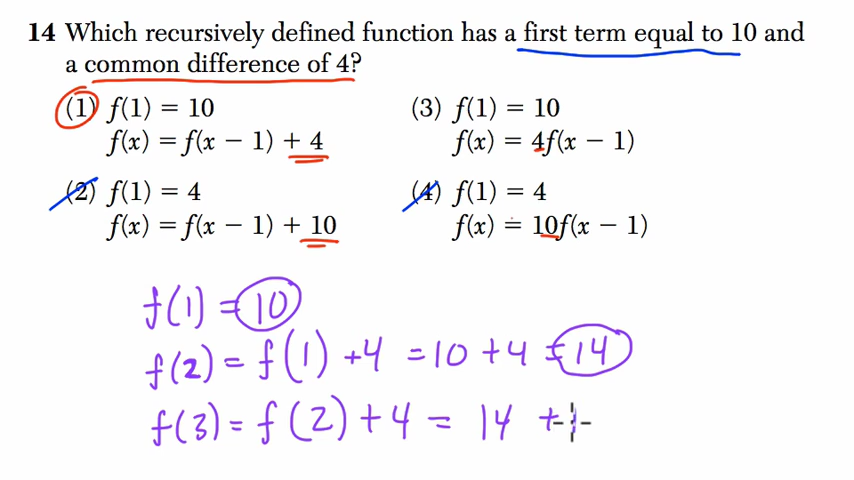 14 Which recursively defined function has a first term equal to 10 and
a common difference of 4?
(1) f(1) = 10
f(x) = f(x − 1) + 4
(2) f(1) = 4
f(x) = f(x − 1) + 10
(3) f(1) = 10
f(x) = 4f(x − 1)
(4) f(1) = 4
f(x) = 10f(x − 1)
f(1) = 10
f(2) = f(1) + 4 = 10 + 4 = 14
f(3) = f(2) + 4 = 14 +